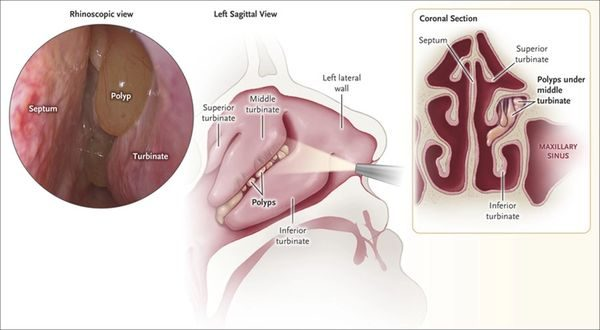 Rhinoscopic view
Septum
Polyp
Turbinate
Left Sagittal View
Superior
turbinate
Middle
turbinate
Left lateral
wall
Polyps
Inferior
turbinate
Coronal Section
Septum
Superior
turbinate
Polyps under
middle
turbinate
MAXILLARY
SINUS
Inferior
turbinate